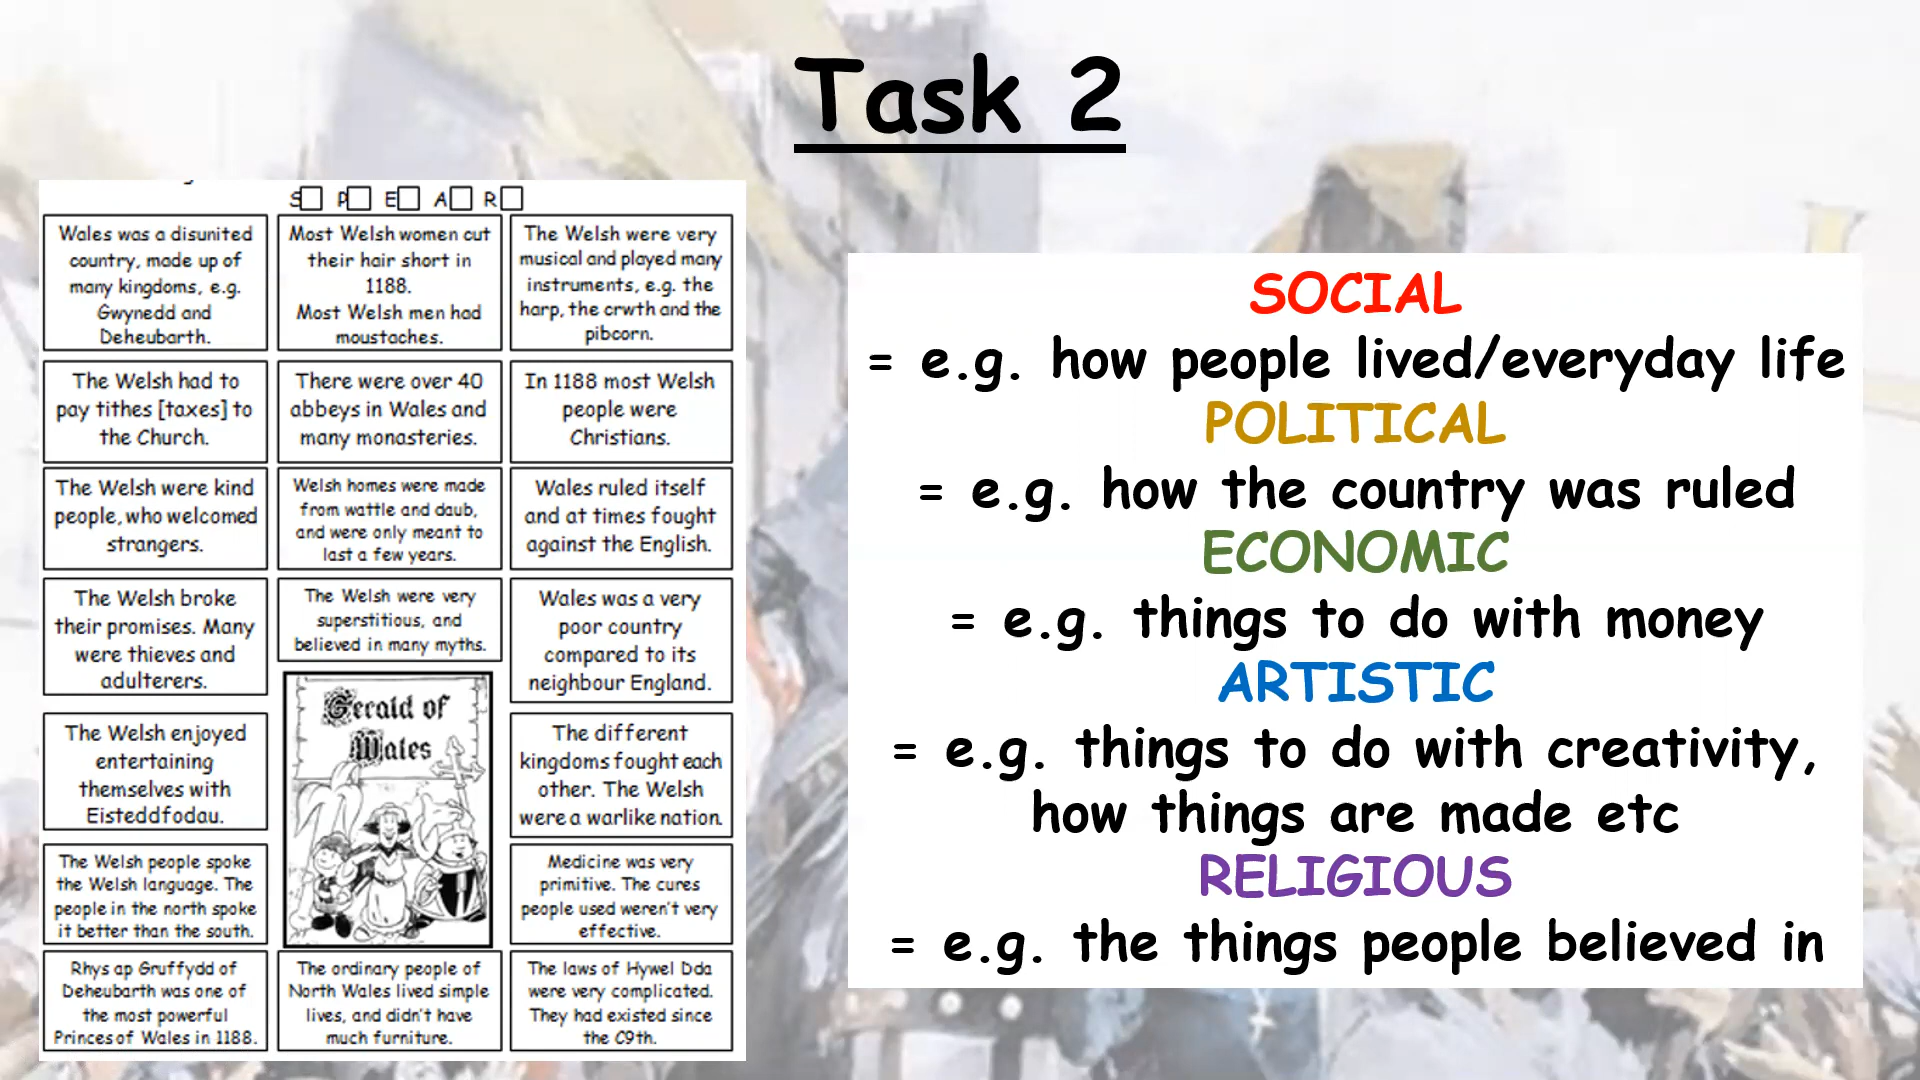 Task 2
S P E A R
Wales was a disunited
country, made up of
many kingdoms, e.g.
Gwynedd and
Deheubarth.
Most Welsh women cut
their hair short in
1188.
Most Welsh men had
moustaches.
The Welsh were very
musical and played many
instruments, e.g. the
harp, the crwth and the
pibcorn.
The Welsh had to
pay tithes [taxes] to
the Church.
There were over 40
abbeys in Wales and
many monasteries.
In 1188 most Welsh
people were
Christians.
The Welsh were kind
people, who welcomed
strangers.
Welsh homes were made
from wattle and daub,
and were only meant to
last a few years.
Wales ruled itself
and at times fought
against the English.
The Welsh broke
their promises. Many
were thieves and
adulterers.
The Welsh were very
superstitious, and
believed in many myths.
Wales was a very
poor country
compared to its
neighbour England.
Gerald of
Wales
The Welsh enjoyed
entertaining
themselves with
Eisteddfodau.
The different
kingdoms fought each
other. The Welsh
were a warlike nation.
The Welsh people spoke
the Welsh language. The
people in the north spoke
it better than the south.
Medicine was very
primitive. The cures
people used weren't very
effective.
Rhys ap Gruffydd of
Deheubarth was one of
the most powerful
Princes of Wales in 1188.
The ordinary people of
North Wales lived simple
lives, and didn't have
much furniture.
The laws of Hywel Dda
were very complicated.
They had existed since
the C9th.
SOCIAL
= e.g. how people lived/everyday life
POLITICAL
= e.g. how the country was ruled
ECONOMIC
= e.g. things to do with money
ARTISTIC
= e.g. things to do with creativity,
how things are made etc
RELIGIOUS
= e.g. the things people believed in